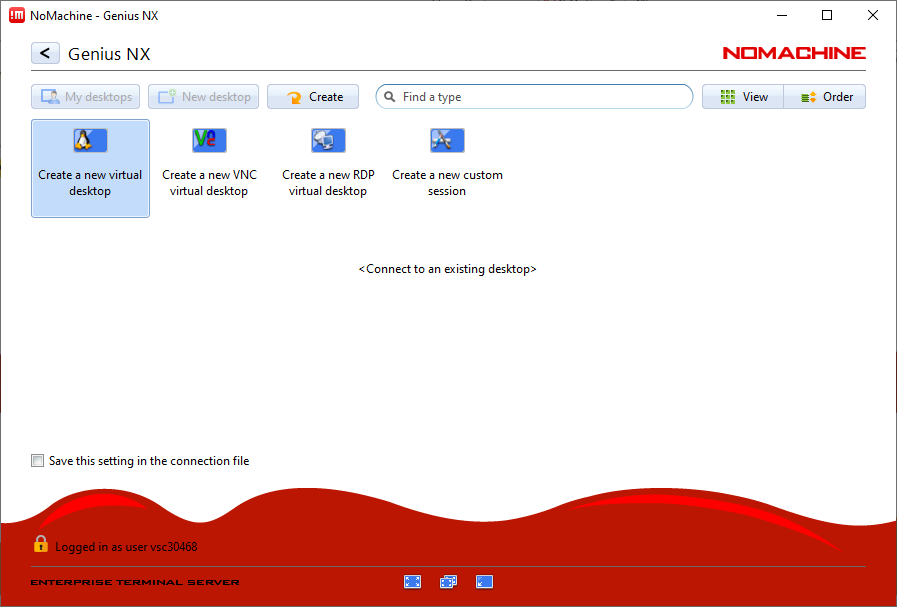 NoMachine - Genius NX
< Genius NX
NOMACHINE
My desktops
New desktop
Create
Find a type
View
Order
Create a new virtual
desktop
Create a new VNC
virtual desktop
Create a new RDP
virtual desktop
Create a new custom
session
<Connect to an existing desktop>
Save this setting in the connection file
Logged in as user vsc30468
ENTERPRISE TERMINAL SERVER